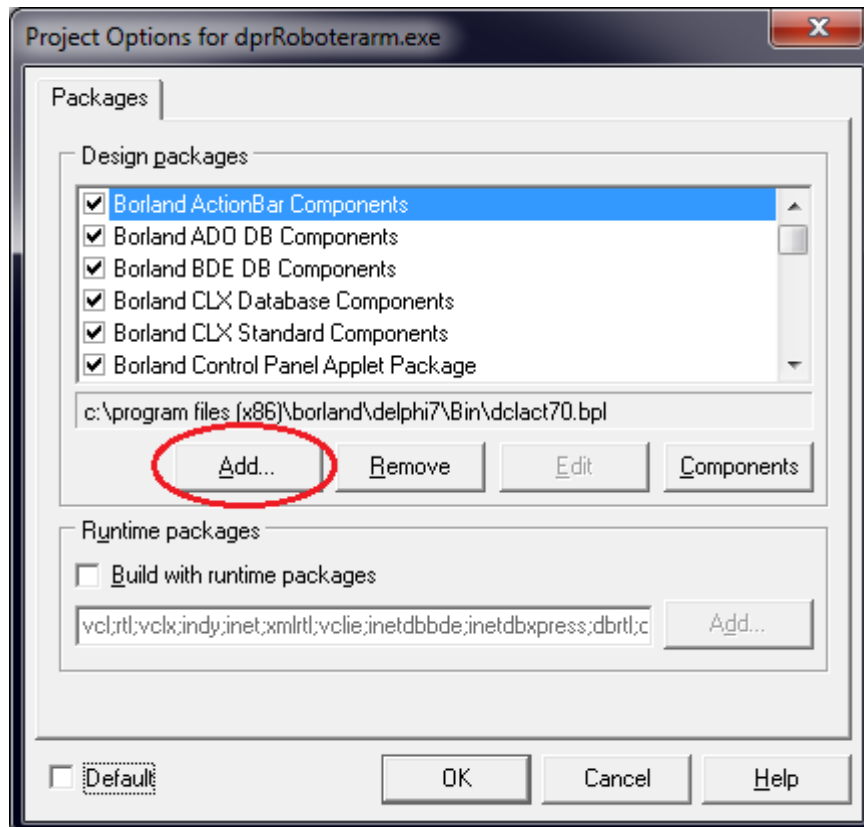 Project Options for dprRoboterarm.exe
Packages
Design packages
Borland ActionBar Components
Borland ADO DB Components
Borland BDE DB Components
Borland CLX Database Components
Borland CLX Standard Components
Borland Control Panel Applet Package
c:\program files (x86)\borland\delphi7\Bin\dclact70.bpl
Add... Remove Edit Components
Runtime packages
Build with runtime packages
vcl;rtl;vclx;indy;inet;xmlrtl;vclie;inetdbbde;inetdbxpress;dbrtl;c Add...
Default OK Cancel Help